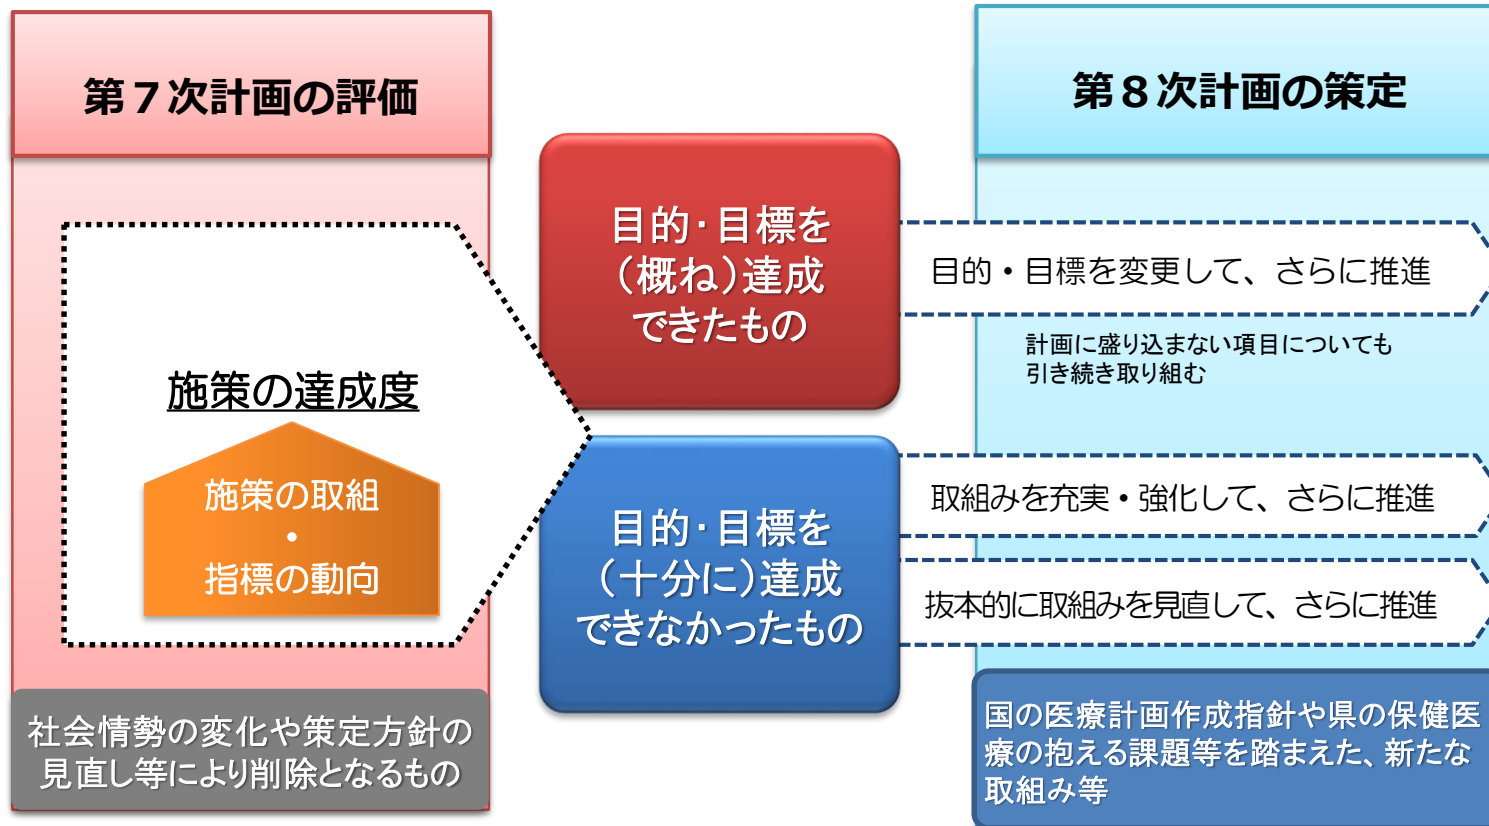 第７次計画の評価
施策の達成度
施策の取組
・
指標の動向
社会情勢の変化や策定方針の
見直し等により削除となるもの
目的・目標を
（概ね）達成
できたもの
目的・目標を
（十分に）達成
できなかったもの
第８次計画の策定
目的・目標を変更して、さらに推進
計画に盛り込まない項目についても
引き続き取り組む
取組みを充実・強化して、さらに推進
抜本的に取組みを見直して、さらに推進
国の医療計画作成指針や県の保健医
療の抱える課題等を踏まえた、新たな
取組み等